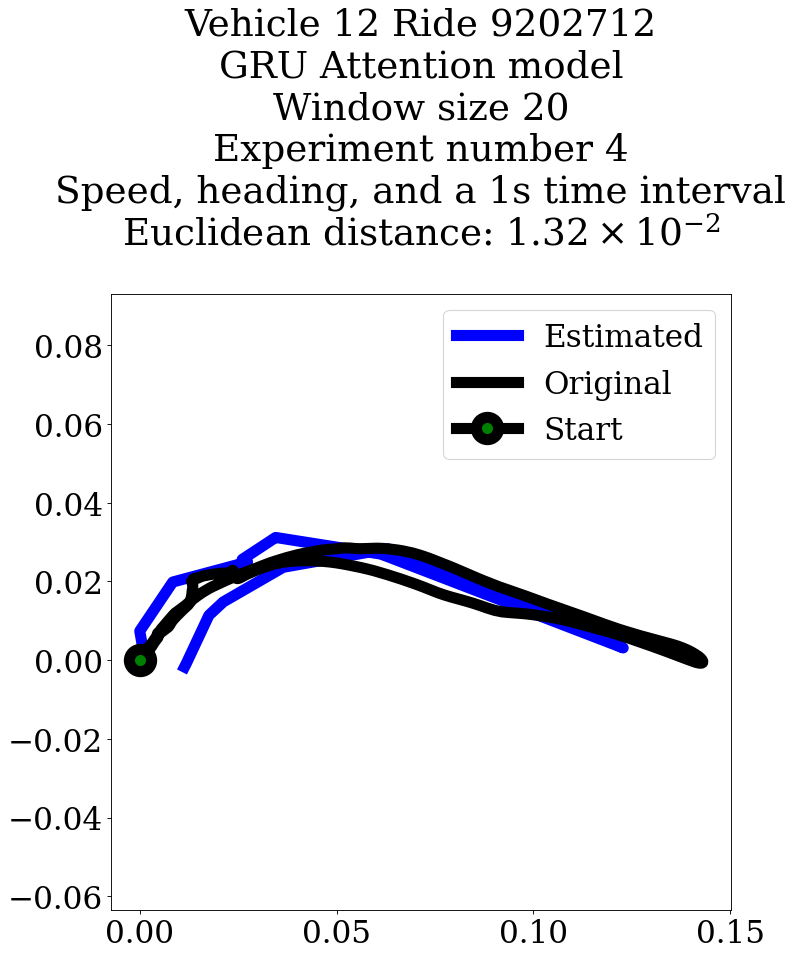 Vehicle 12 Ride 9202712
GRU Attention model
Window size 20
Experiment number 4
Speed, heading, and a 1s time interval
Euclidean distance: 1.32 × 10⁻²
Estimated
Original
Start
0.08
0.06
0.04
0.02
0.00
−0.02
−0.04
−0.06
0.00
0.05
0.10
0.15